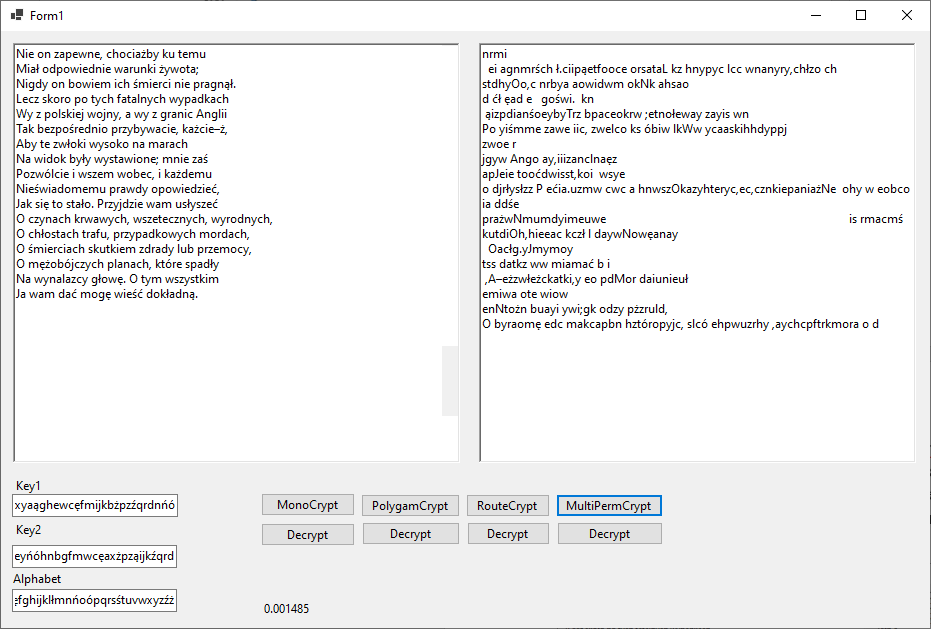 Form1
Nie on zapewne, chociażby ku temu
Miał odpowiednie warunki żywota;
Nigdy on bowiem ich śmierci nie pragnął.
Lecz skoro po tych fatalnych wypadkach
Wy z polskiej wojny, a wy z granic Anglii
Tak bezpośrednio przybywacie, każcie–ż,
Aby te zwłoki wysoko na marach
Na widok były wystawione; mnie zaś
Pozwólcie i wszem wobec, i każdemu
Nieświadomemu prawdy opowiedzieć,
Jak się to stało. Przyjdzie wam usłyszeć
O czynach krwawych, wszetecznych, wyrodnych,
O chłostach trafu, przypadkowych mordach,
O śmierciach skutkiem zdrady lub przemocy,
O mężobójczych planach, które spadły
Na wynalazcy głowę. O tym wszystkim
Ja wam dać mogę wieść dokładną.
nrmi
ei agnmrśch ł.ciipąetfooce orsataL kz hnypyc lcc wnanyry,chłzo ch
stdhyOo,c nrbya aowidwm okNk ahsao
d ćł ęad e goświ. kn
ąizpdianśoeybyTrz bpaceokrw ;etnołeway zayis wn
Po yiśmme zawe iic, zwelco ks óbiw lkWw ycaaskihhdyppj
zwoe r
jgyw Ango ay,iiizanclnaęz
apJeie tooćdwisst,koi wsye
o djrłysłzz P ećia.uzmw cwc a hnwszOkazyhteryc,ec,cznkiepaniażNe ohy w eobco
ia ddśe
prażwNmumdyimeuwe is rmacmś
kutdiOh,hieeac kczł l daywNowęanay
Oacłg.yJmymoy
tss datkz ww miamać b i
,A–eżzwłeżckatki,y eo pdMor daiunieuł
emiwa ote wiow
enNtożn buayi ywi;gk odzy pżzruld,
O byraomę edc makcapbn hztóropyjc, slcó ehpwuzrhy ,aychcpftrkmora o d
Key1
xyaąghewcęfmijkbżpzźqrdnńó
Key2
eyńóhnbgfmwcęaxżpząijkźqrd
Alphabet
fghijklłmnńoópqrsśtuvwxyzźż
MonoCrypt
PolygamCrypt
RouteCrypt
MultiPermCrypt
Decrypt
Decrypt
Decrypt
Decrypt
0.001485